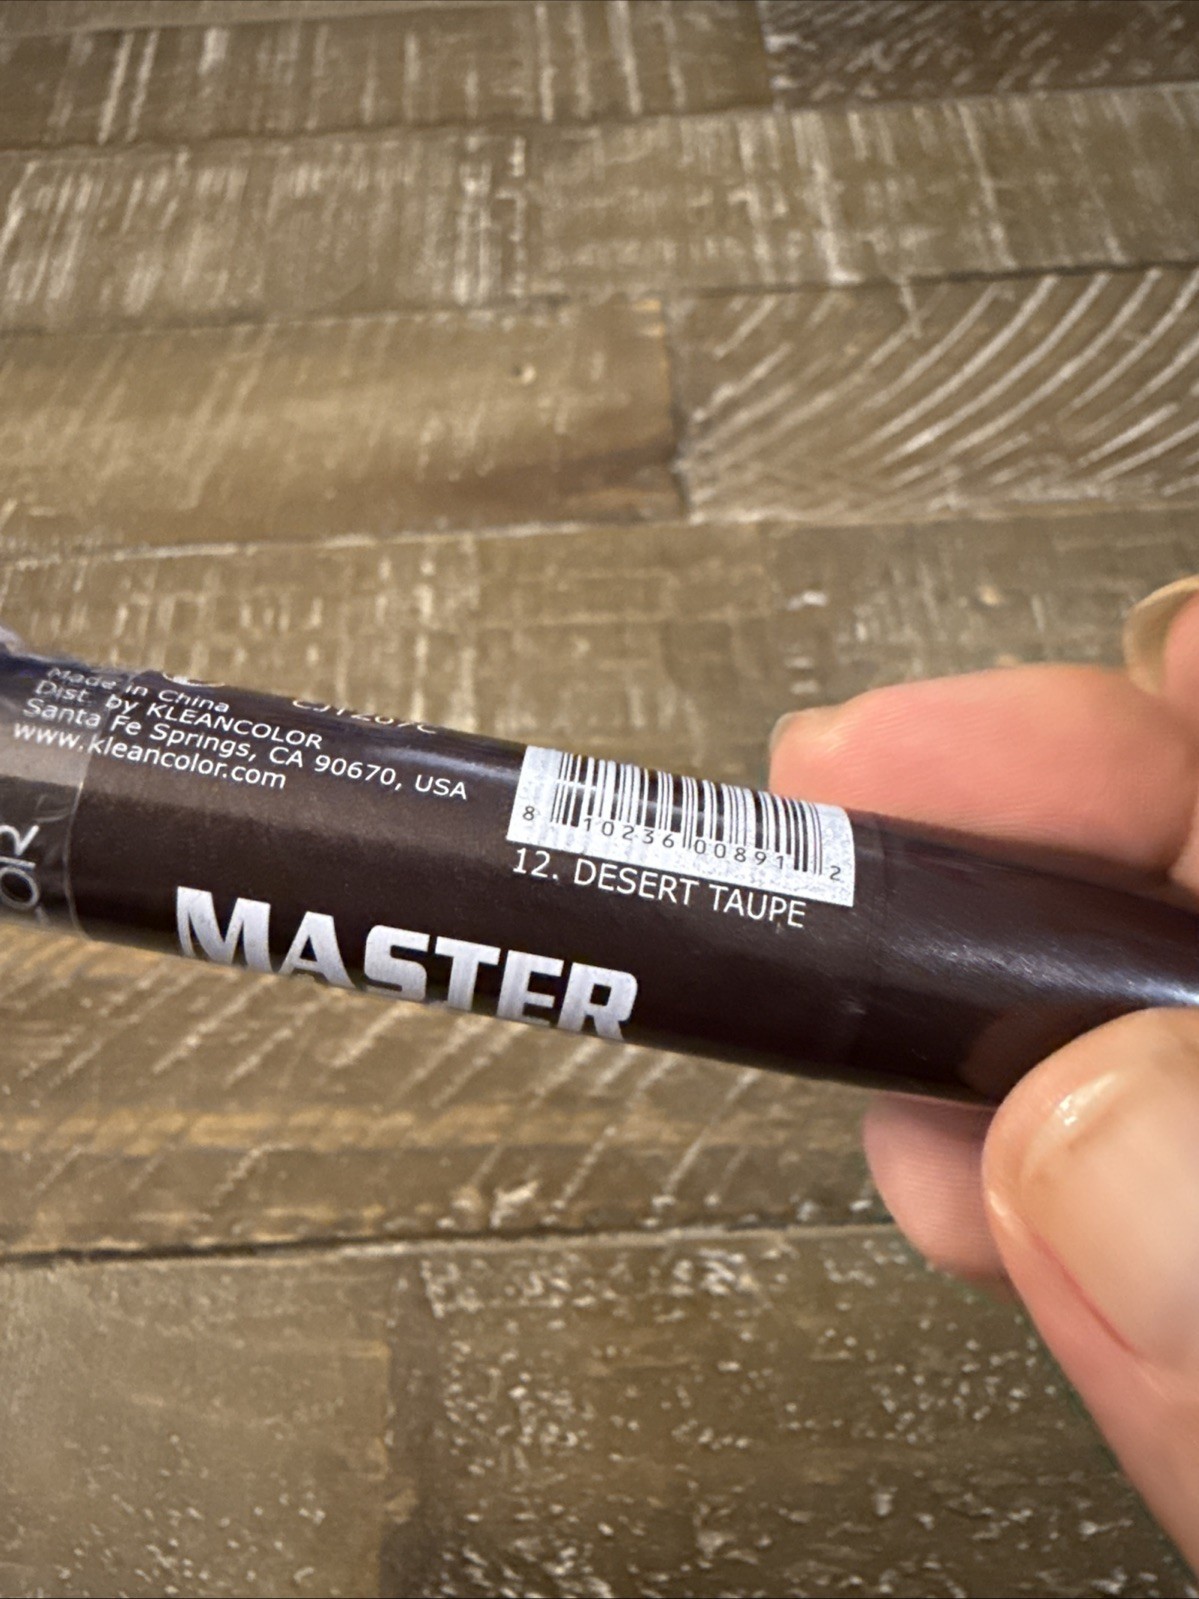 Made in China
Dist. by KLEANCOLOR
Santa Fe Springs, CA 90670, USA
www.kleancolor.com
8 10236 00891 2
12. DESERT TAUPE
MASTER